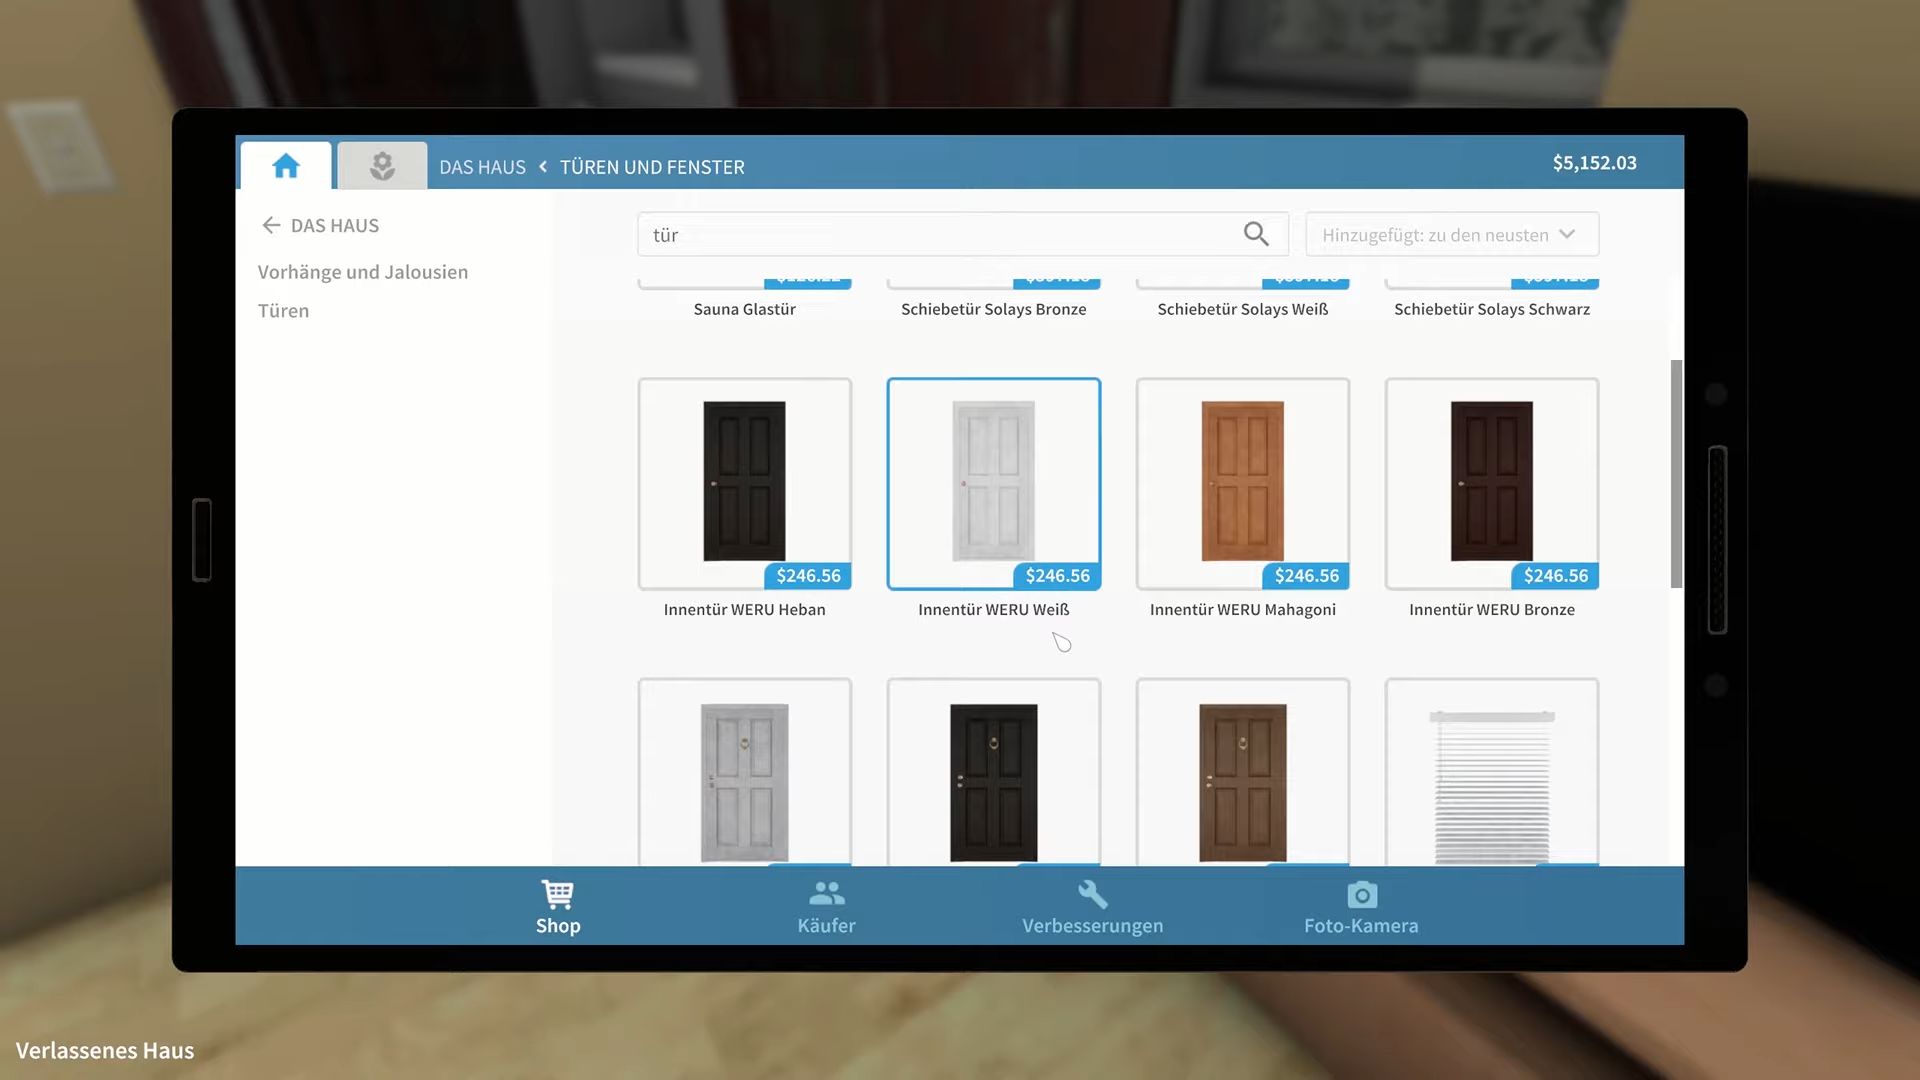 DAS HAUS
TÜREN UND FENSTER
$5,152.03
DAS HAUS
Vorhänge und Jalousien
Türen
tür
Hinzugefügt: zu den neusten
Sauna Glastür
Schiebetür Solays Bronze
Schiebetür Solays Weiß
Schiebetür Solays Schwarz
$246.56
$246.56
$246.56
$246.56
Innentür WERU Heban
Innentür WERU Weiß
Innentür WERU Mahagoni
Innentür WERU Bronze
Shop
Käufer
Verbesserungen
Foto-Kamera
Verlassenes Haus